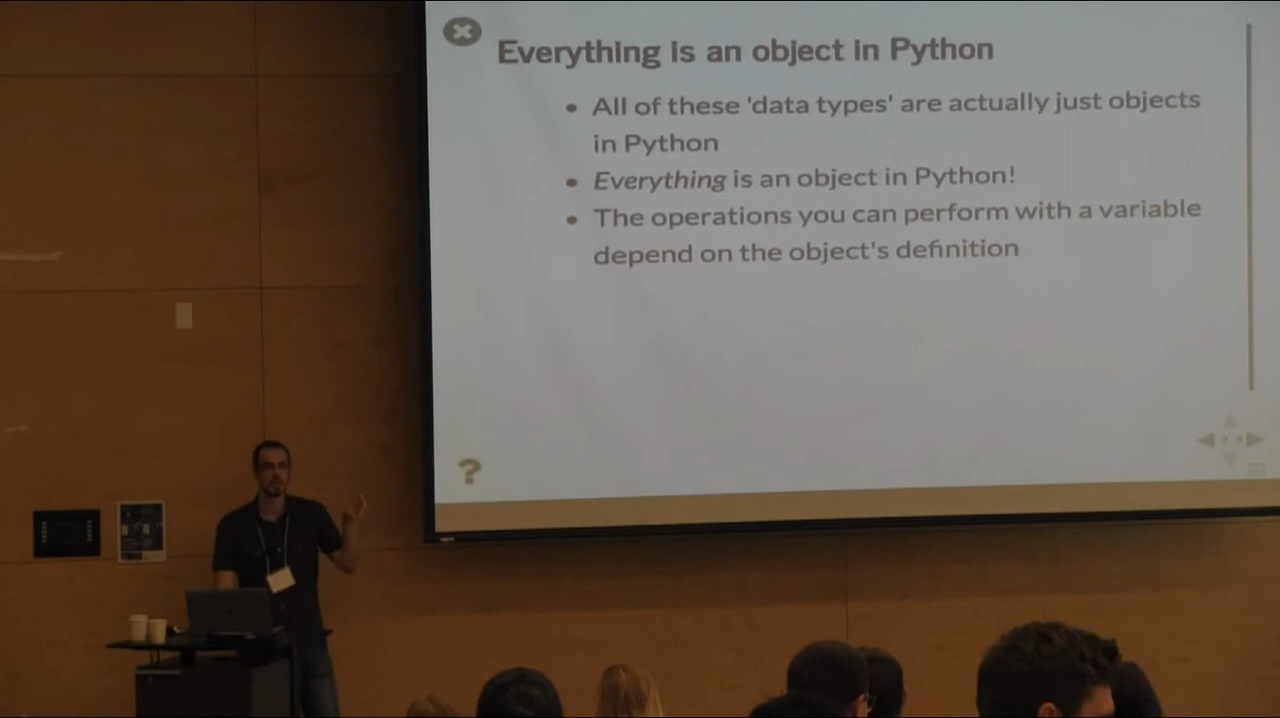 Everything is an object in Python
• All of these 'data types' are actually just objects
in Python
• Everything is an object in Python!
• The operations you can perform with a variable
depend on the object's definition
?